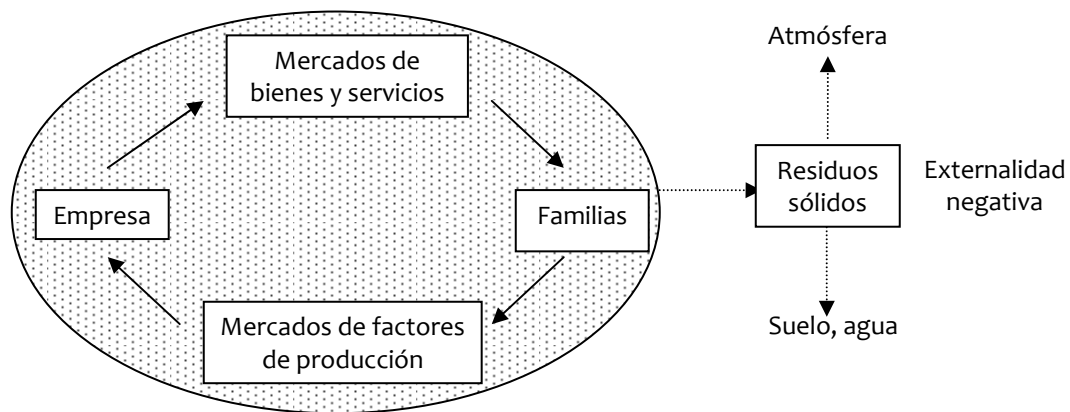 Mercados de
bienes y servicios
Empresa
Familias
Mercados de factores
de producción
Atmósfera
Residuos
sólidos
Externalidad
negativa
Suelo, agua